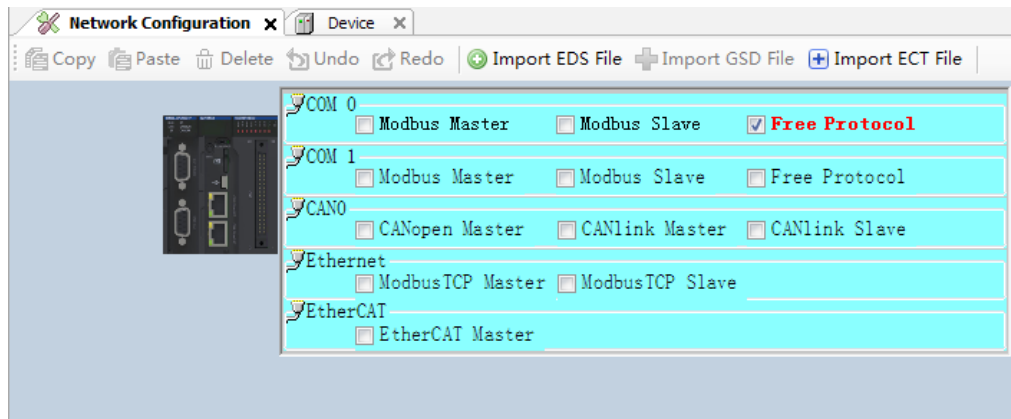 Network Configuration x Device x
Copy Paste Delete Undo Redo Import EDS File Import GSD File Import ECT File
COM 0
Modbus Master Modbus Slave Free Protocol
COM 1
Modbus Master Modbus Slave Free Protocol
CAN0
CANopen Master CANlink Master CANlink Slave
Ethernet
ModbusTCP Master ModbusTCP Slave
EtherCAT
EtherCAT Master